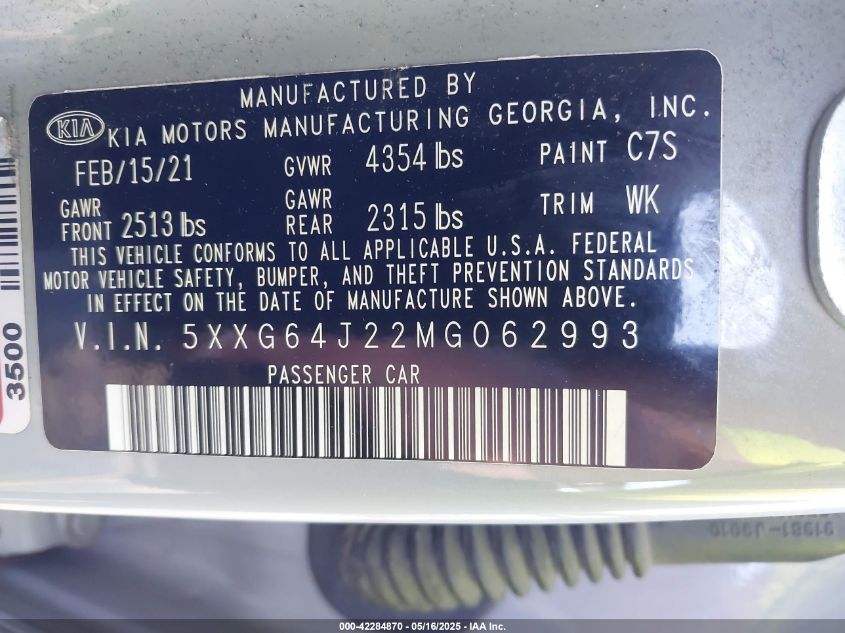 MANUFACTURED BY
KIA KIA MOTORS MANUFACTURING GEORGIA, INC.
FEB/15/21 GVWR 4354 lbs PAINT C7S
GAWR FRONT 2513 lbs GAWR REAR 2315 lbs TRIM WK
THIS VEHICLE CONFORMS TO ALL APPLICABLE U.S.A. FEDERAL
MOTOR VEHICLE SAFETY, BUMPER, AND THEFT PREVENTION STANDARDS
IN EFFECT ON THE DATE OF MANUFACTURE SHOWN ABOVE.
V.I.N. 5XXG64J22MG062993
PASSENGER CAR
3500
000-42284870 - 05/16/2025 - IAA Inc.